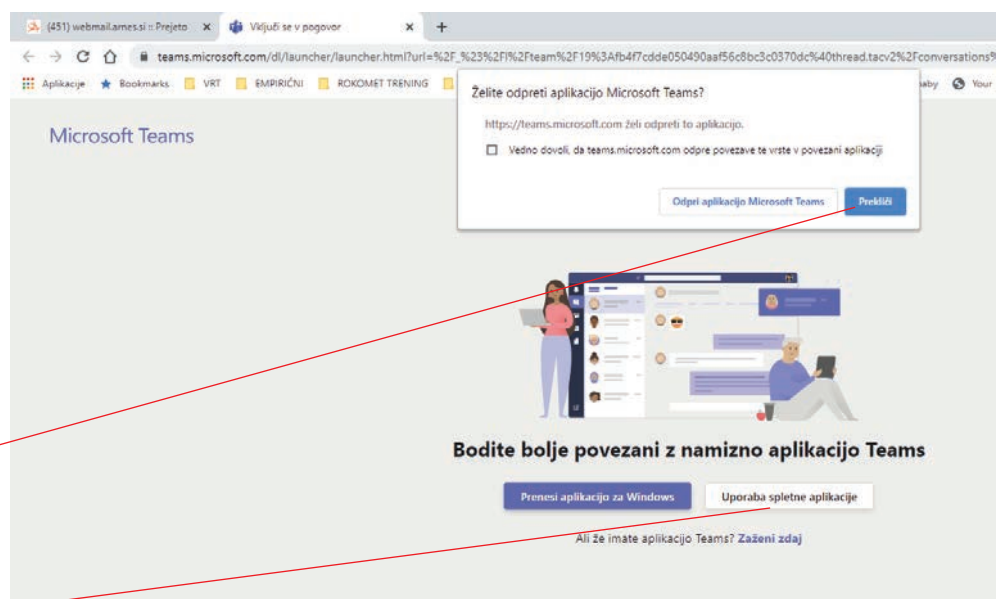 (451) webmail.arnes.si :: Prejeto
Vključi se v pogovor
teams.microsoft.com/dl/launcher/launcher.html?url=%2F_%23%2Fl%2Fteam%2F19%3Afb4f7cdde050490aaf56c8bc3c0370dc%40thread.tacv2%2Fconversations%
Aplikacije Bookmarks VRT EMPIRIČNI ROKOMET TRENING Your
Želite odpreti aplikacijo Microsoft Teams?
https://teams.microsoft.com želi odpreti to aplikacijo.
Vedno dovoli, da teams.microsoft.com odpre povezave te vrste v povezani aplikaciji
Odpri aplikacijo Microsoft Teams Prekliči
Microsoft Teams
Bodite bolje povezani z namizno aplikacijo Teams
Prenesi aplikacijo za Windows Uporaba spletne aplikacije
Ali že imate aplikacijo Teams? Zaženi zdaj